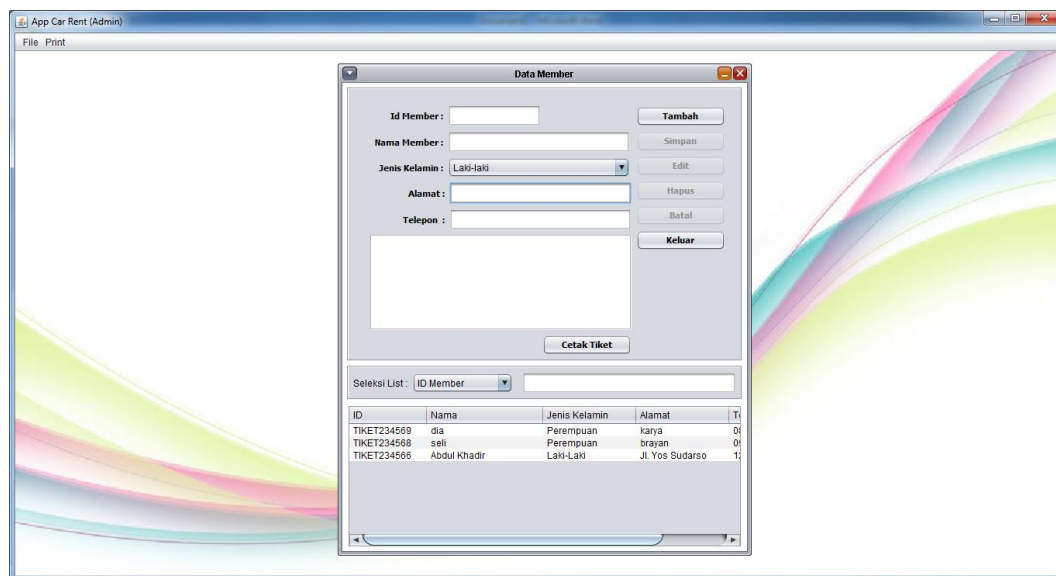 App Car Rent (Admin)
File Print
Data Member
Id Member :
Tambah
Nama Member :
Simpan
Jenis Kelamin : Laki-laki
Edit
Alamat :
Hapus
Telepon :
Batal
Keluar
Cetak Tiket
Seleksi List : ID Member
ID Nama Jenis Kelamin Alamat
TIKET234569 dia Perempuan karya
TIKET234568 seli Perempuan brayan
TIKET234566 Abdul Khadir Laki-Laki Jl. Yos Sudarso